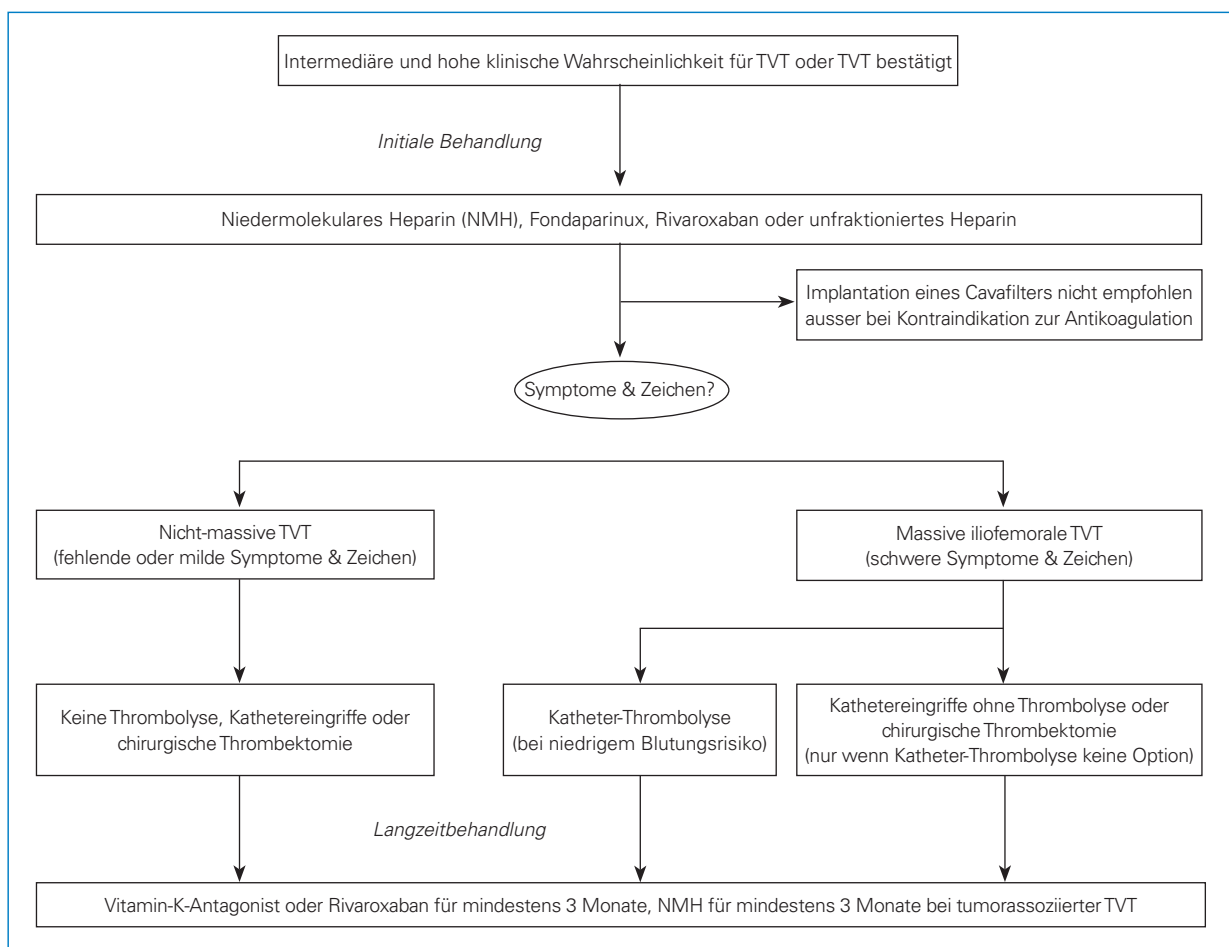 Intermediäre und hohe klinische Wahrscheinlichkeit für TVT oder TVT bestätigt
Initiale Behandlung
Niedermolekulares Heparin (NMH), Fondaparinux, Rivaroxaban oder unfraktioniertes Heparin
Implantation eines Cavafilters nicht empfohlen
ausser bei Kontraindikation zur Antikoagulation
Symptome & Zeichen?
Nicht-massive TVT
(fehlende oder milde Symptome & Zeichen)
Massive iliofemorale TVT
(schwere Symptome & Zeichen)
Keine Thrombolyse, Kathetereingriffe oder
chirurgische Thrombektomie
Katheter-Thrombolyse
(bei niedrigem Blutungsrisiko)
Kathetereingriffe ohne Thrombolyse oder
chirurgische Thrombektomie
(nur wenn Katheter-Thrombolyse keine Option)
Langzeitbehandlung
Vitamin-K-Antagonist oder Rivaroxaban für mindestens 3 Monate, NMH für mindestens 3 Monate bei tumorassoziierter TVT